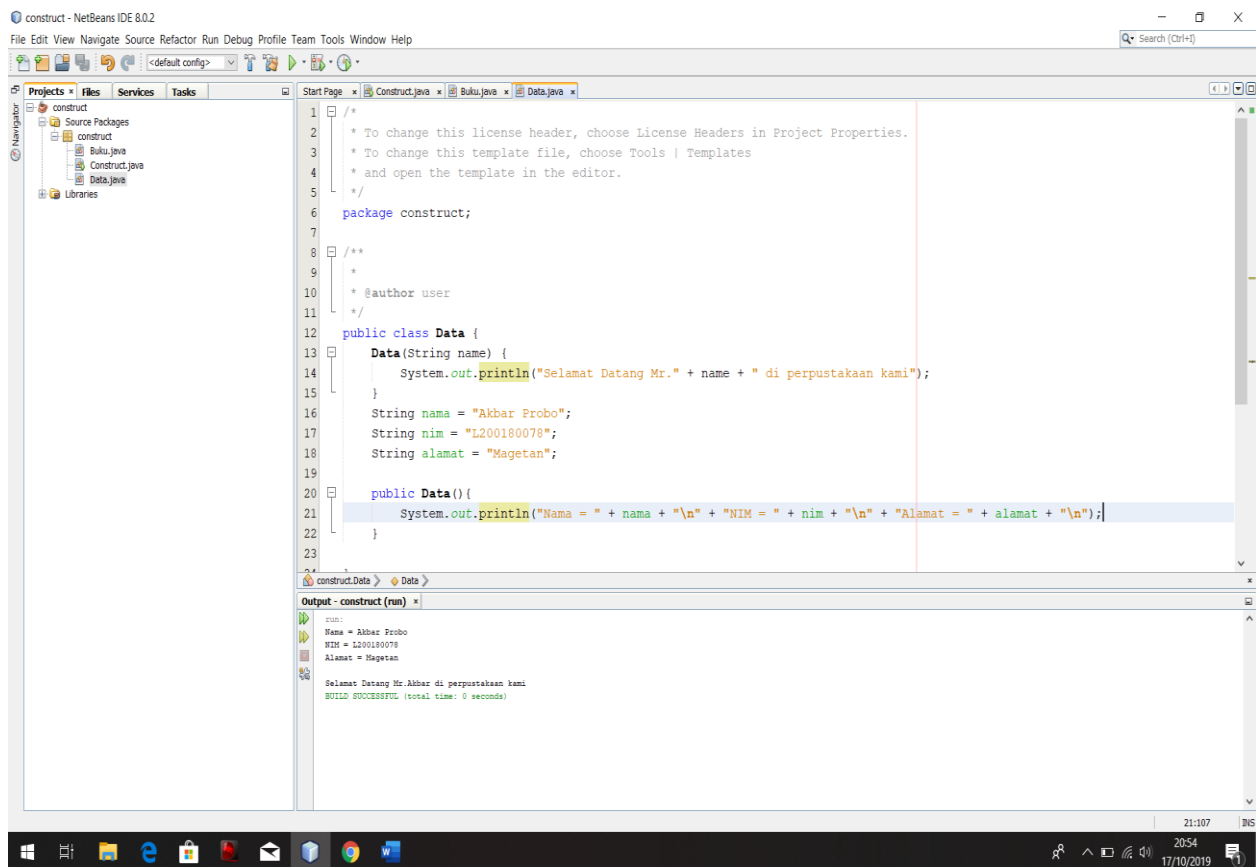 construct - NetBeans IDE 8.0.2
File Edit View Navigate Source Refactor Run Debug Profile Team Tools Window Help
Search (Ctrl+I)
<default config>
Projects Files Services Tasks
Start Page Construct.java Buku.java Data.java
Navigator
construct
Source Packages
construct
Buku.java
Construct.java
Data.java
Libraries
1 /*
2 * To change this license header, choose License Headers in Project Properties.
3 * To change this template file, choose Tools | Templates
4 * and open the template in the editor.
5 */
6 package construct;
7
8 /**
9 *
10 * @author user
11 */
12 public class Data {
13 Data(String name) {
14 System.out.println("Selamat Datang Mr." + name + " di perpustakaan kami");
15 }
16 String nama = "Akbar Probo";
17 String nim = "L200180078";
18 String alamat = "Magetan";
19
20 public Data(){
21 System.out.println("Nama = " + nama + "\n" + "NIM = " + nim + "\n" + "Alamat = " + alamat + "\n");
22 }
23
construct.Data Data
Output - construct (run)
run:
Nama = Akbar Probo
NIM = L200180078
Alamat = Magetan
Selamat Datang Mr.Akbar di perpustakaan kami
BUILD SUCCESSFUL (total time: 0 seconds)
21:107 INS
20:54
17/10/2019